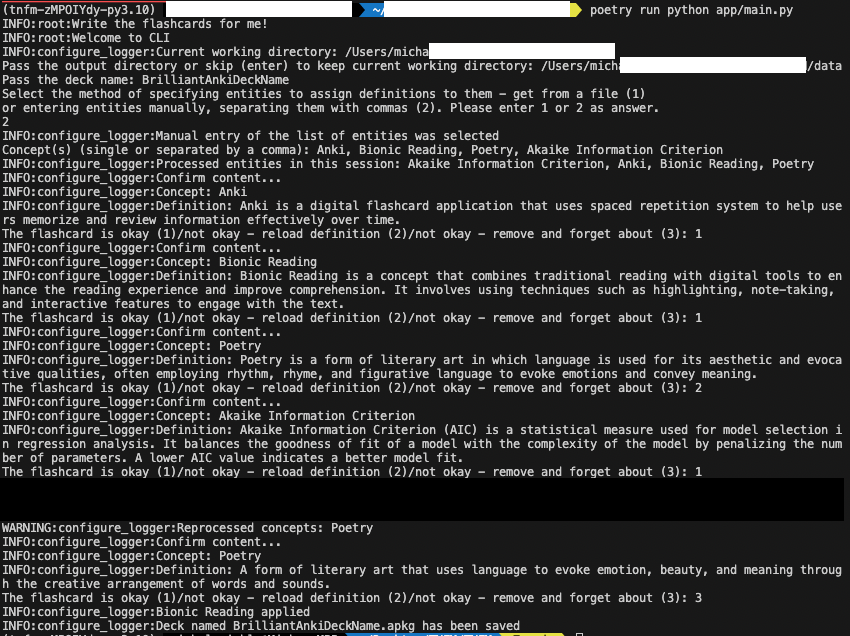 (tnfm-zMPOIYdy-py3.10) ~/ poetry run python app/main.py
INFO:root:Write the flashcards for me!
INFO:root:Welcome to CLI
INFO:configure_logger:Current working directory: /Users/micha
Pass the output directory or skip (enter) to keep current working directory: /Users/micha /data
Pass the deck name: BrilliantAnkiDeckName
Select the method of specifying entities to assign definitions to them - get from a file (1)
or entering entities manually, separating them with commas (2). Please enter 1 or 2 as answer.
2
INFO:configure_logger:Manual entry of the list of entities was selected
Concept(s) (single or separated by a comma): Anki, Bionic Reading, Poetry, Akaike Information Criterion
INFO:configure_logger:Processed entities in this session: Akaike Information Criterion, Anki, Bionic Reading, Poetry
INFO:configure_logger:Confirm content...
INFO:configure_logger:Concept: Anki
INFO:configure_logger:Definition: Anki is a digital flashcard application that uses spaced repetition system to help use
rs memorize and review information effectively over time.
The flashcard is okay (1)/not okay - reload definition (2)/not okay - remove and forget about (3): 1
INFO:configure_logger:Confirm content...
INFO:configure_logger:Concept: Bionic Reading
INFO:configure_logger:Definition: Bionic Reading is a concept that combines traditional reading with digital tools to en
hance the reading experience and improve comprehension. It involves using techniques such as highlighting, note-taking,
and interactive features to engage with the text.
The flashcard is okay (1)/not okay - reload definition (2)/not okay - remove and forget about (3): 1
INFO:configure_logger:Confirm content...
INFO:configure_logger:Concept: Poetry
INFO:configure_logger:Definition: Poetry is a form of literary art in which language is used for its aesthetic and evoca
tive qualities, often employing rhythm, rhyme, and figurative language to evoke emotions and convey meaning.
The flashcard is okay (1)/not okay - reload definition (2)/not okay - remove and forget about (3): 2
INFO:configure_logger:Confirm content...
INFO:configure_logger:Concept: Akaike Information Criterion
INFO:configure_logger:Definition: Akaike Information Criterion (AIC) is a statistical measure used for model selection i
n regression analysis. It balances the goodness of fit of a model with the complexity of the model by penalizing the num
ber of parameters. A lower AIC value indicates a better model fit.
The flashcard is okay (1)/not okay - reload definition (2)/not okay - remove and forget about (3): 1
WARNING:configure_logger:Reprocessed concepts: Poetry
INFO:configure_logger:Confirm content...
INFO:configure_logger:Concept: Poetry
INFO:configure_logger:Definition: A form of literary art that uses language to evoke emotion, beauty, and meaning throug
h the creative arrangement of words and sounds.
The flashcard is okay (1)/not okay - reload definition (2)/not okay - remove and forget about (3): 3
INFO:configure_logger:Bionic Reading applied
INFO:configure_logger:Deck named BrilliantAnkiDeckName.apkg has been saved